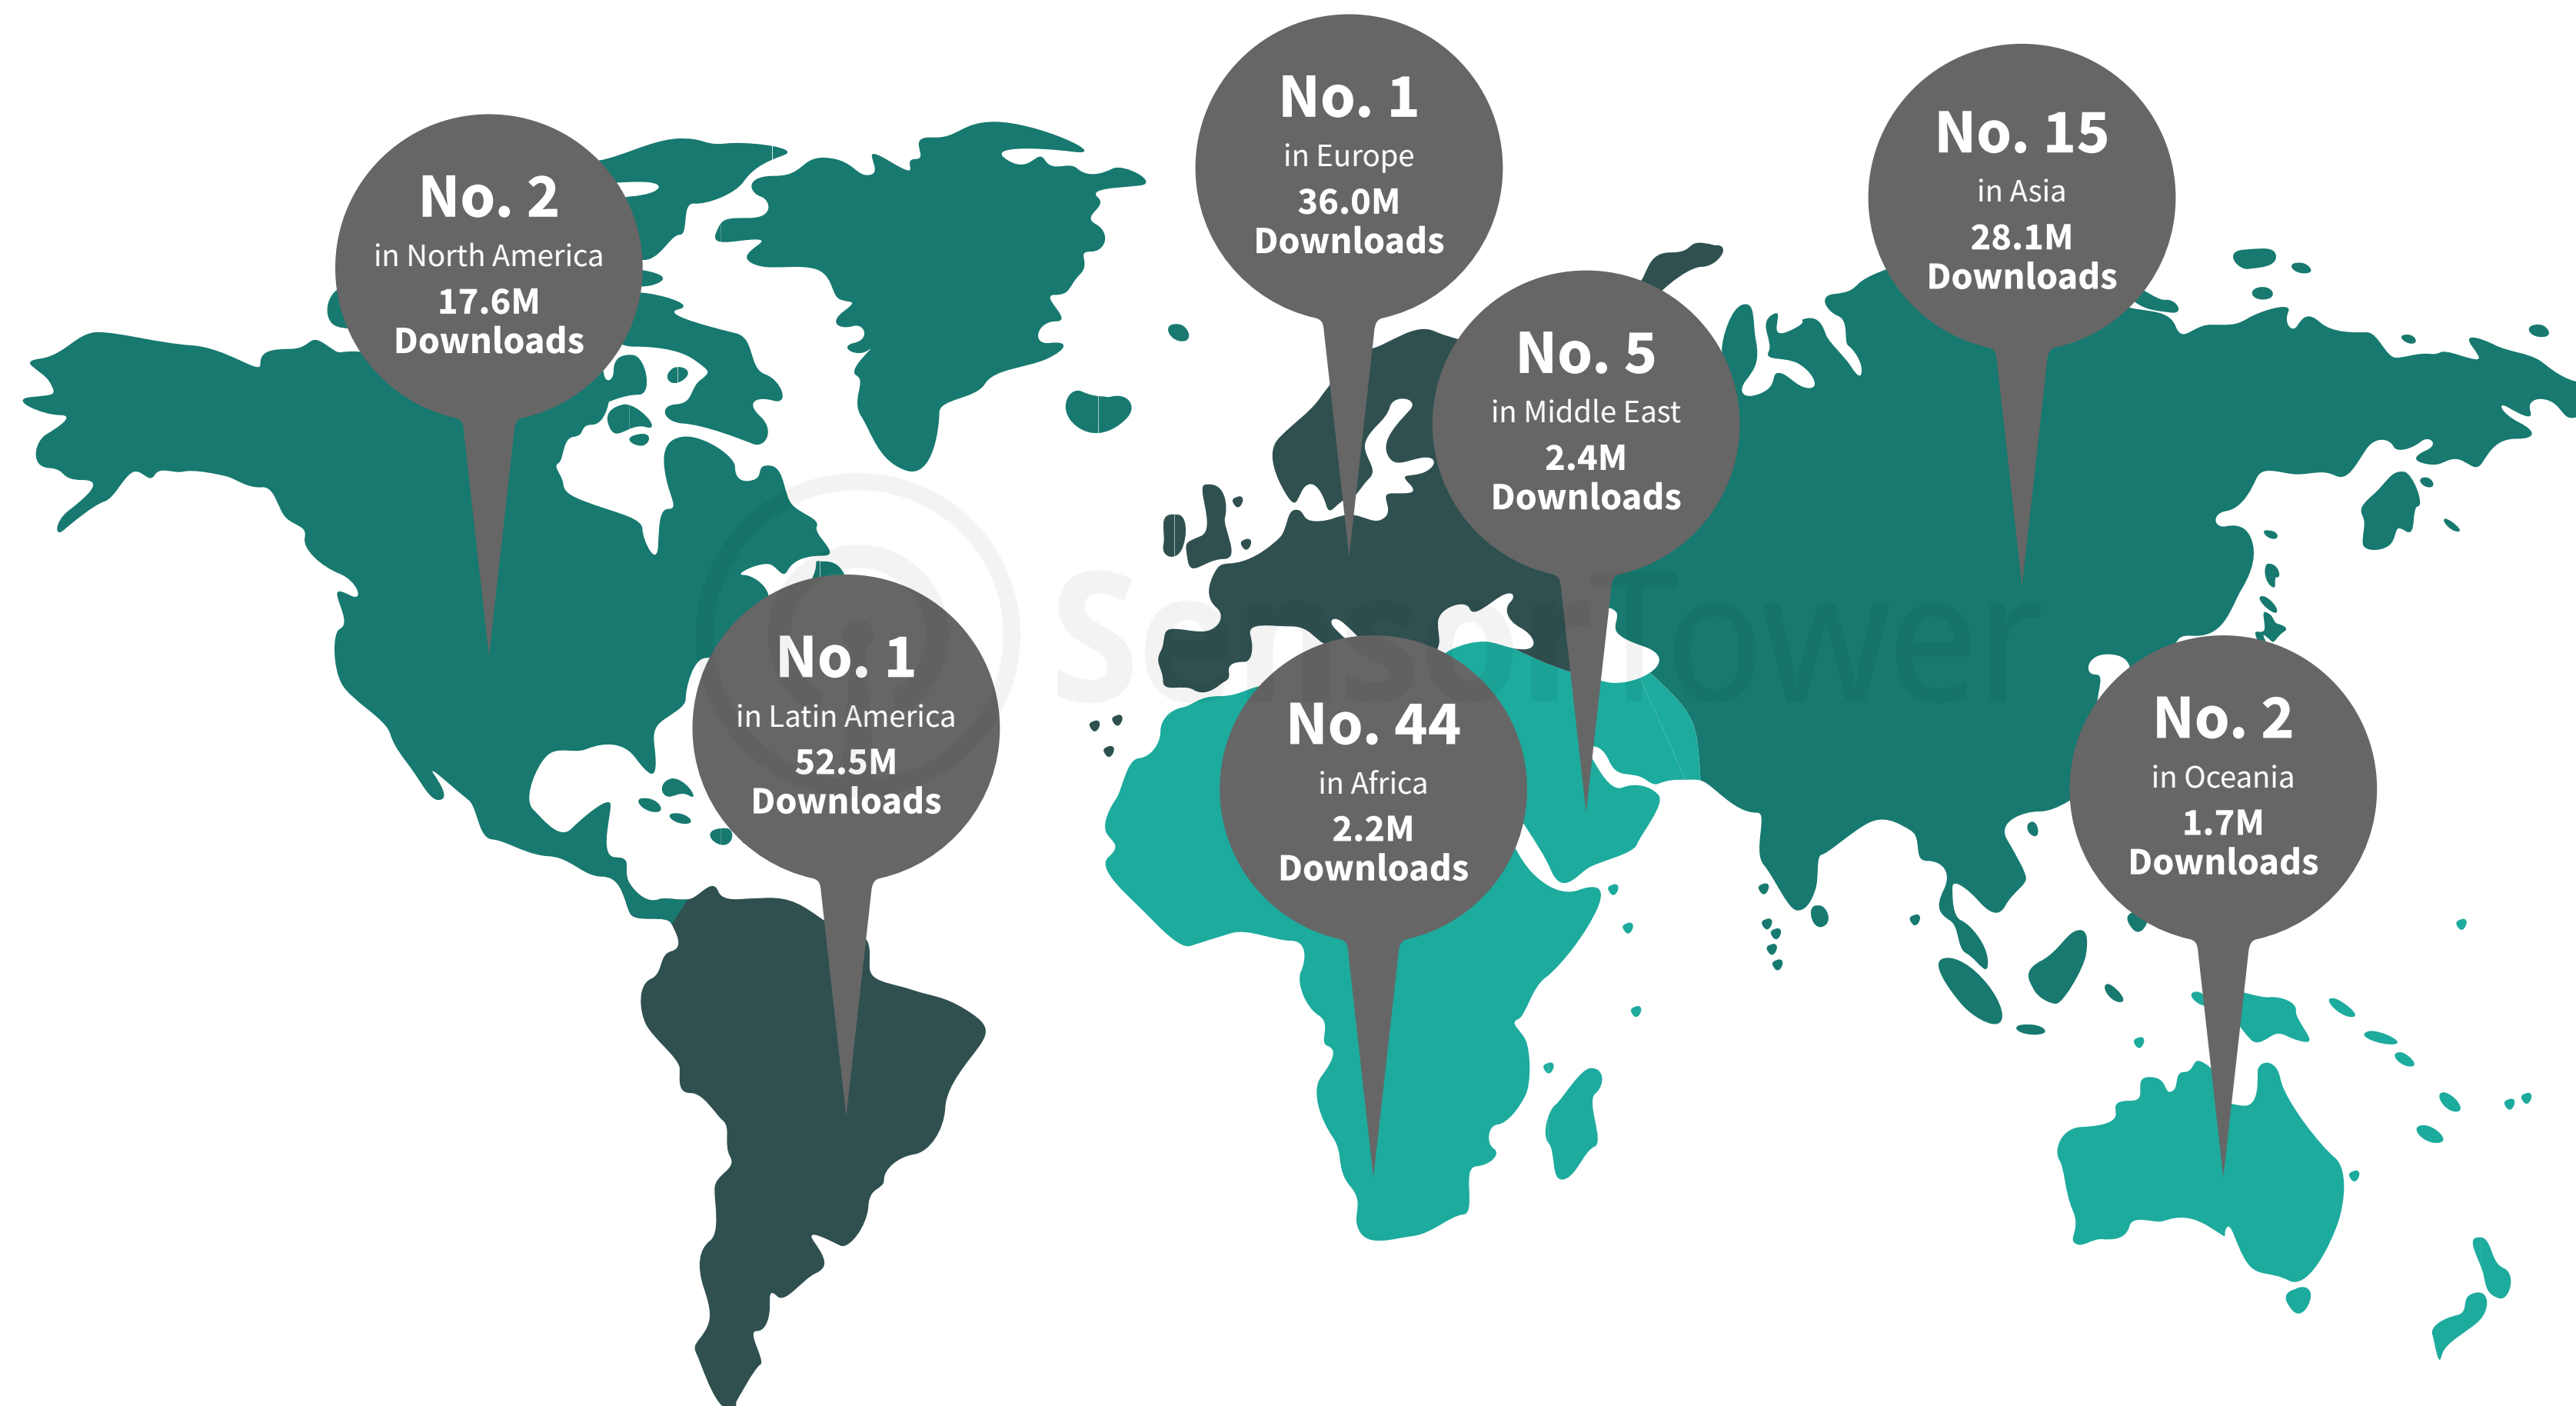 No. 1
in Europe
36.0M
Downloads
No. 15
in Asia
28.1M
Downloads
No. 2
in North America
17.6M
Downloads
No. 5
in Middle East
2.4M
Downloads
SensorTower
No. 1
in Latin America
52.5M
Downloads
No. 44
in Africa
2.2M
Downloads
No. 2
in Oceania
1.7M
Downloads